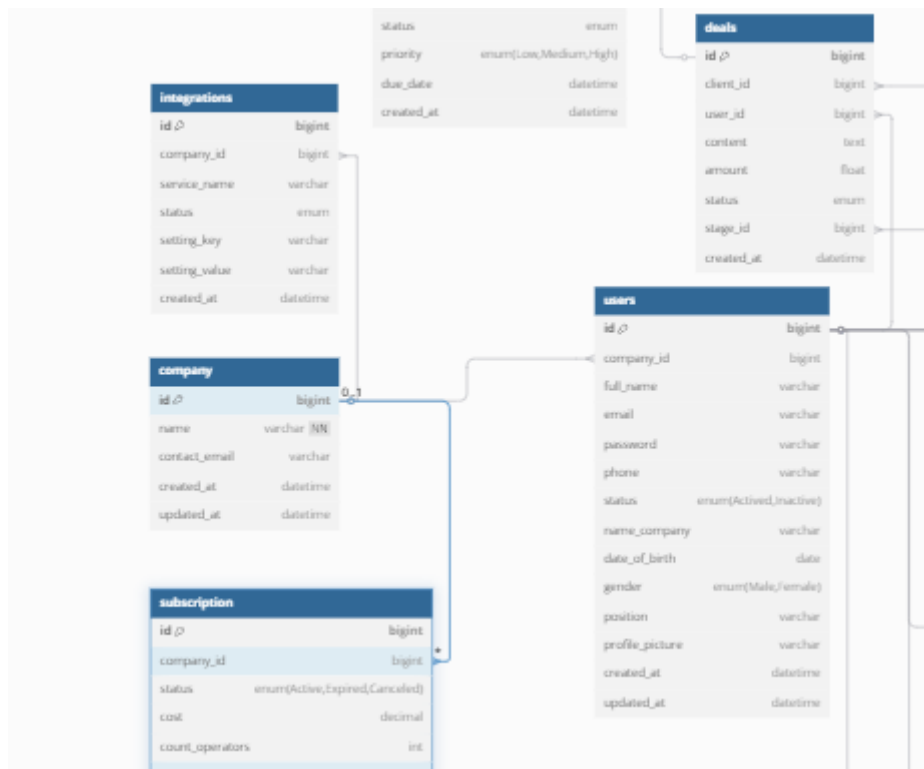 status enum
priority enum(Low,Medium,High)
due_date datetime
created_at datetime
deals
id bigint
client_id bigint
user_id bigint
content text
amount float
status enum
stage_id bigint
created_at datetime
integrations
id bigint
company_id bigint
service_name varchar
status enum
setting_key varchar
setting_value varchar
created_at datetime
company
id bigint
name varchar NN
contact_email varchar
created_at datetime
updated_at datetime
0..1
users
id bigint
company_id bigint
full_name varchar
email varchar
password varchar
phone varchar
status enum(Actived,Inactive)
name_company varchar
date_of_birth date
gender enum(Male,Female)
position varchar
profile_picture varchar
created_at datetime
updated_at datetime
subscription
id bigint
company_id bigint
*
status enum(Active,Expired,Canceled)
cost decimal
count_operators int